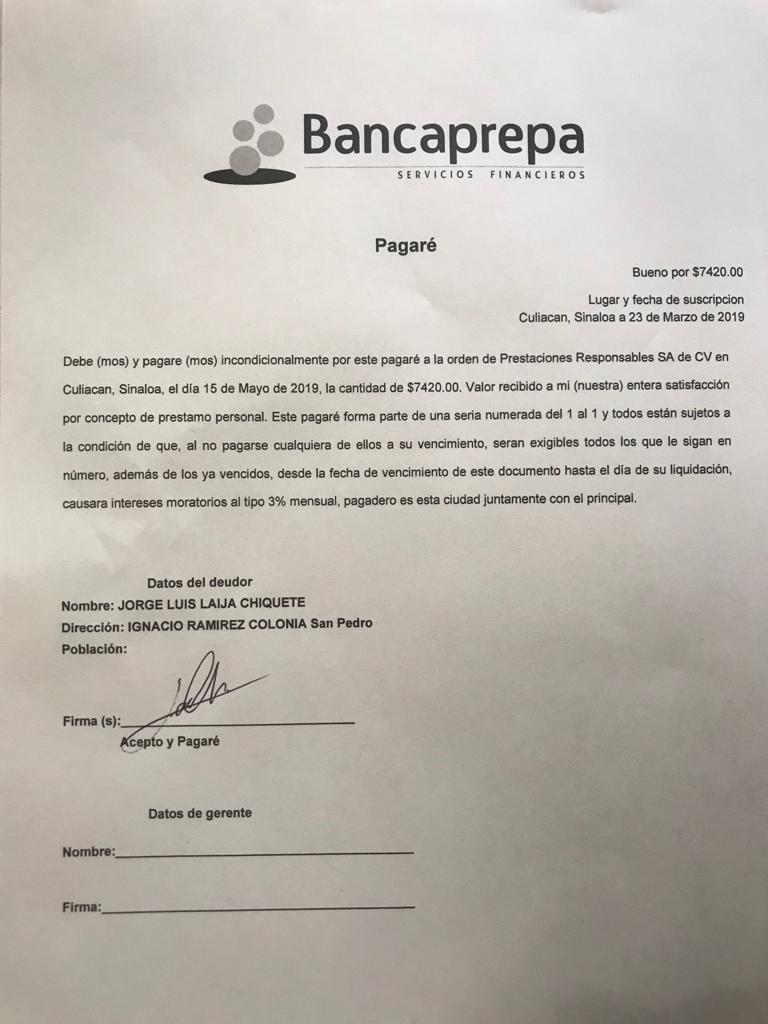 Bancaprepa
SERVICIOS FINANCIEROS
Pagaré
Bueno por $7420.00
Lugar y fecha de suscripcion
Culiacan, Sinaloa a 23 de Marzo de 2019
Debe (mos) y pagare (mos) incondicionalmente por este pagaré a la orden de Prestaciones Responsables SA de CV en
Culiacan, Sinaloa, el día 15 de Mayo de 2019, la cantidad de $7420.00. Valor recibido a mi (nuestra) entera satisfacción
por concepto de prestamo personal. Este pagaré forma parte de una seria numerada del 1 al 1 y todos están sujetos a
la condición de que, al no pagarse cualquiera de ellos a su vencimiento, seran exigibles todos los que le sigan en
número, además de los ya vencidos, desde la fecha de vencimiento de este documento hasta el día de su liquidación,
causara intereses moratorios al tipo 3% mensual, pagadero es esta ciudad juntamente con el principal.
Datos del deudor
Nombre: JORGE LUIS LAIJA CHIQUETE
Dirección: IGNACIO RAMIREZ COLONIA San Pedro
Población:
Firma (s):
Acepto y Pagaré
Datos de gerente
Nombre:
Firma: